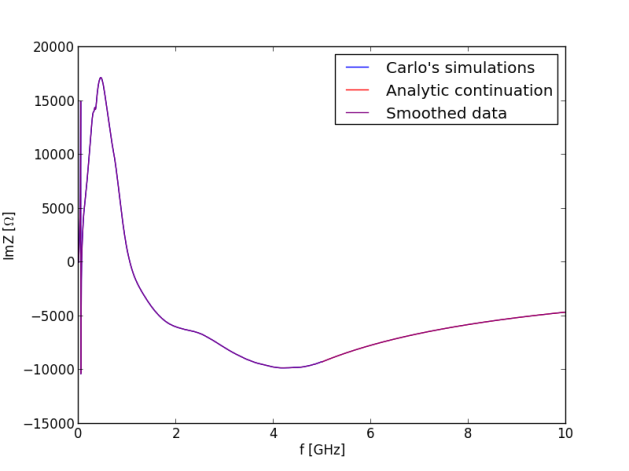 20000
15000
10000
5000
0
−5000
−10000
−15000
ImZ [Ω]
Carlo's simulations
Analytic continuation
Smoothed data
0 2 4 6 8 10
f [GHz]